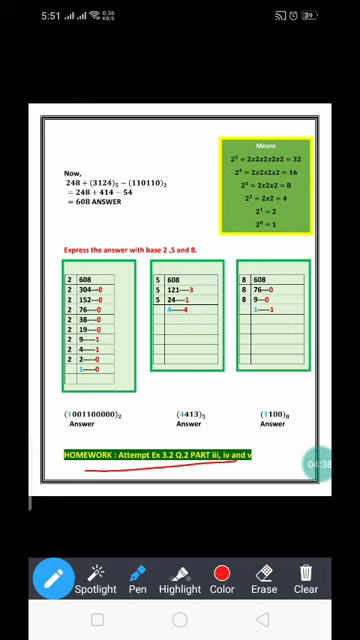 5:51
0.36
KB/S
39
Means
2⁵ = 2x2x2x2x2 = 32
2⁴ = 2x2x2x2 = 16
2³ = 2x2x2 = 8
2² = 2x2 = 4
2¹ = 2
2⁰ = 1
Now,
248 + (3124)₅ − (110110)₂
= 248 + 414 − 54
= 608 ANSWER
Express the answer with base 2 ,5 and 8.
2 608
2 304---0
2 152---0
2 76----0
2 38----0
2 19----0
2 9-----1
2 4-----1
2 2-----0
1-----0
5 608
5 121---3
5 24----1
4-----4
8 608
8 76---0
8 9----0
1-----1
(1001100000)₂
Answer
(4413)₅
Answer
(1100)₈
Answer
HOMEWORK : Attempt Ex 3.2 Q.2 PART iii, iv and v
04:38
Spotlight
Pen
Highlight
Color
Erase
Clear